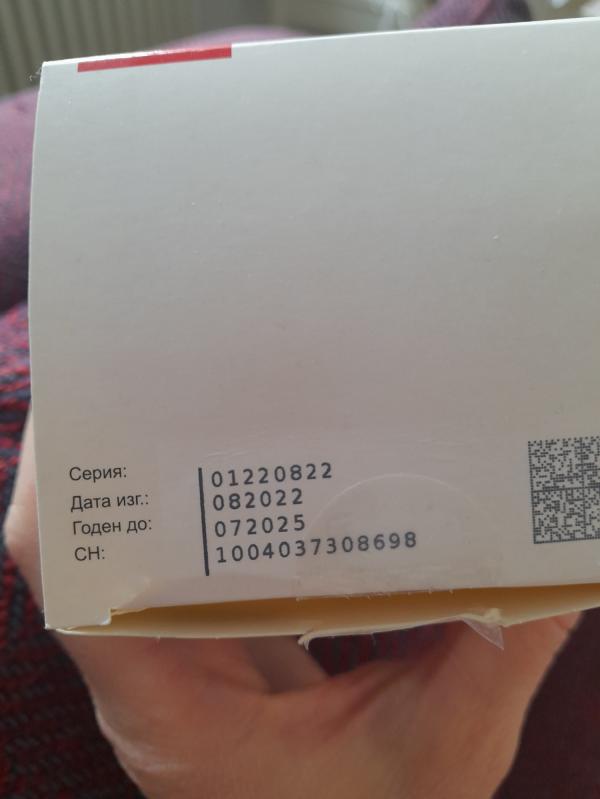 Серия: 01220822
Дата изг.: 082022
Годен до: 072025
СН: 1004037308698